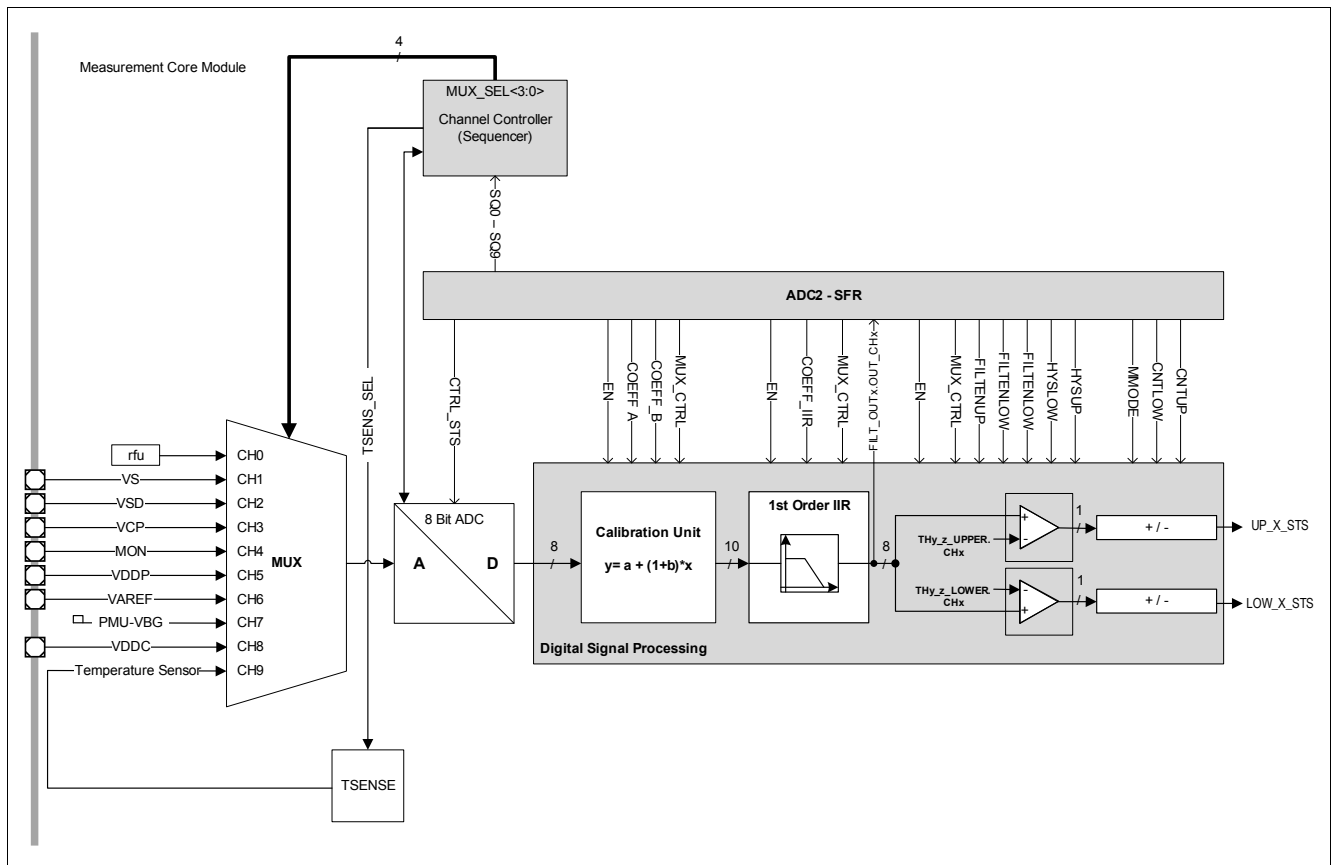 Measurement Core Module
4
MUX_SEL<3:0>
Channel Controller
(Sequencer)
SQ0 – SQ9
ADC2 - SFR
TSENS_SEL
CTRL_STS
EN
COEFF A
COEFF_B
MUX_CTRL
EN
COEFF_IIR
MUX_CTRL
FILT_OUTx.OUT_CHx
EN
MUX_CTRL
FILTENUP
FILTENLOW
FILTENLOW
HYSLOW
HYSUP
MMODE
CNTLOW
CNTUP
rfu
CH0
VS
CH1
VSD
CH2
VCP
CH3
MON
CH4
VDDP
CH5
VAREF
CH6
PMU-VBG
CH7
VDDC
CH8
Temperature Sensor
CH9
MUX
8 Bit ADC
A
D
8
Calibration Unit
y= a + (1+b)*x
10
1st Order IIR
8
THy_z_UPPER.
CHx
+
-
1
+ / -
UP_X_STS
THy_z_LOWER.
CHx
-
+
1
+ / -
LOW_X_STS
Digital Signal Processing
TSENSE